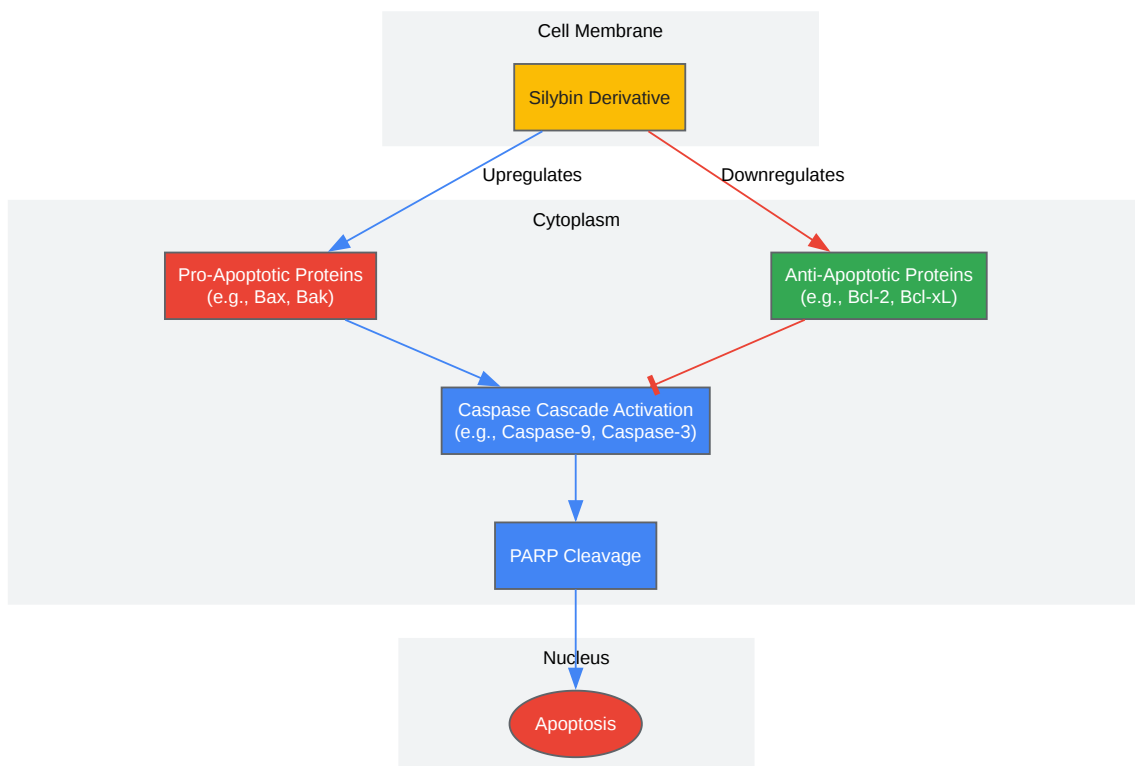 Cell Membrane
Silybin Derivative
Upregulates
Downregulates
Cytoplasm
Pro-Apoptotic Proteins
(e.g., Bax, Bak)
Anti-Apoptotic Proteins
(e.g., Bcl-2, Bcl-xL)
Caspase Cascade Activation
(e.g., Caspase-9, Caspase-3)
PARP Cleavage
Nucleus
Apoptosis